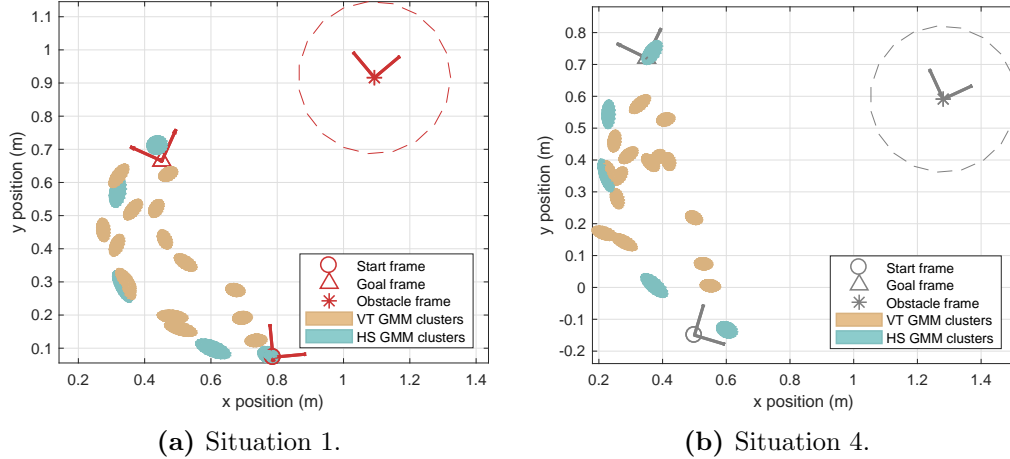 1.1
1
0.9
0.8
0.7
0.6
0.5
0.4
0.3
0.2
0.1
y position (m)
0.2 0.4 0.6 0.8 1 1.2 1.4
x position (m)
Start frame
Goal frame
Obstacle frame
VT GMM clusters
HS GMM clusters
(a) Situation 1.
0.8
0.7
0.6
0.5
0.4
0.3
0.2
0.1
0
-0.1
-0.2
y position (m)
0.2 0.4 0.6 0.8 1 1.2 1.4
x position (m)
Start frame
Goal frame
Obstacle frame
VT GMM clusters
HS GMM clusters
(b) Situation 4.